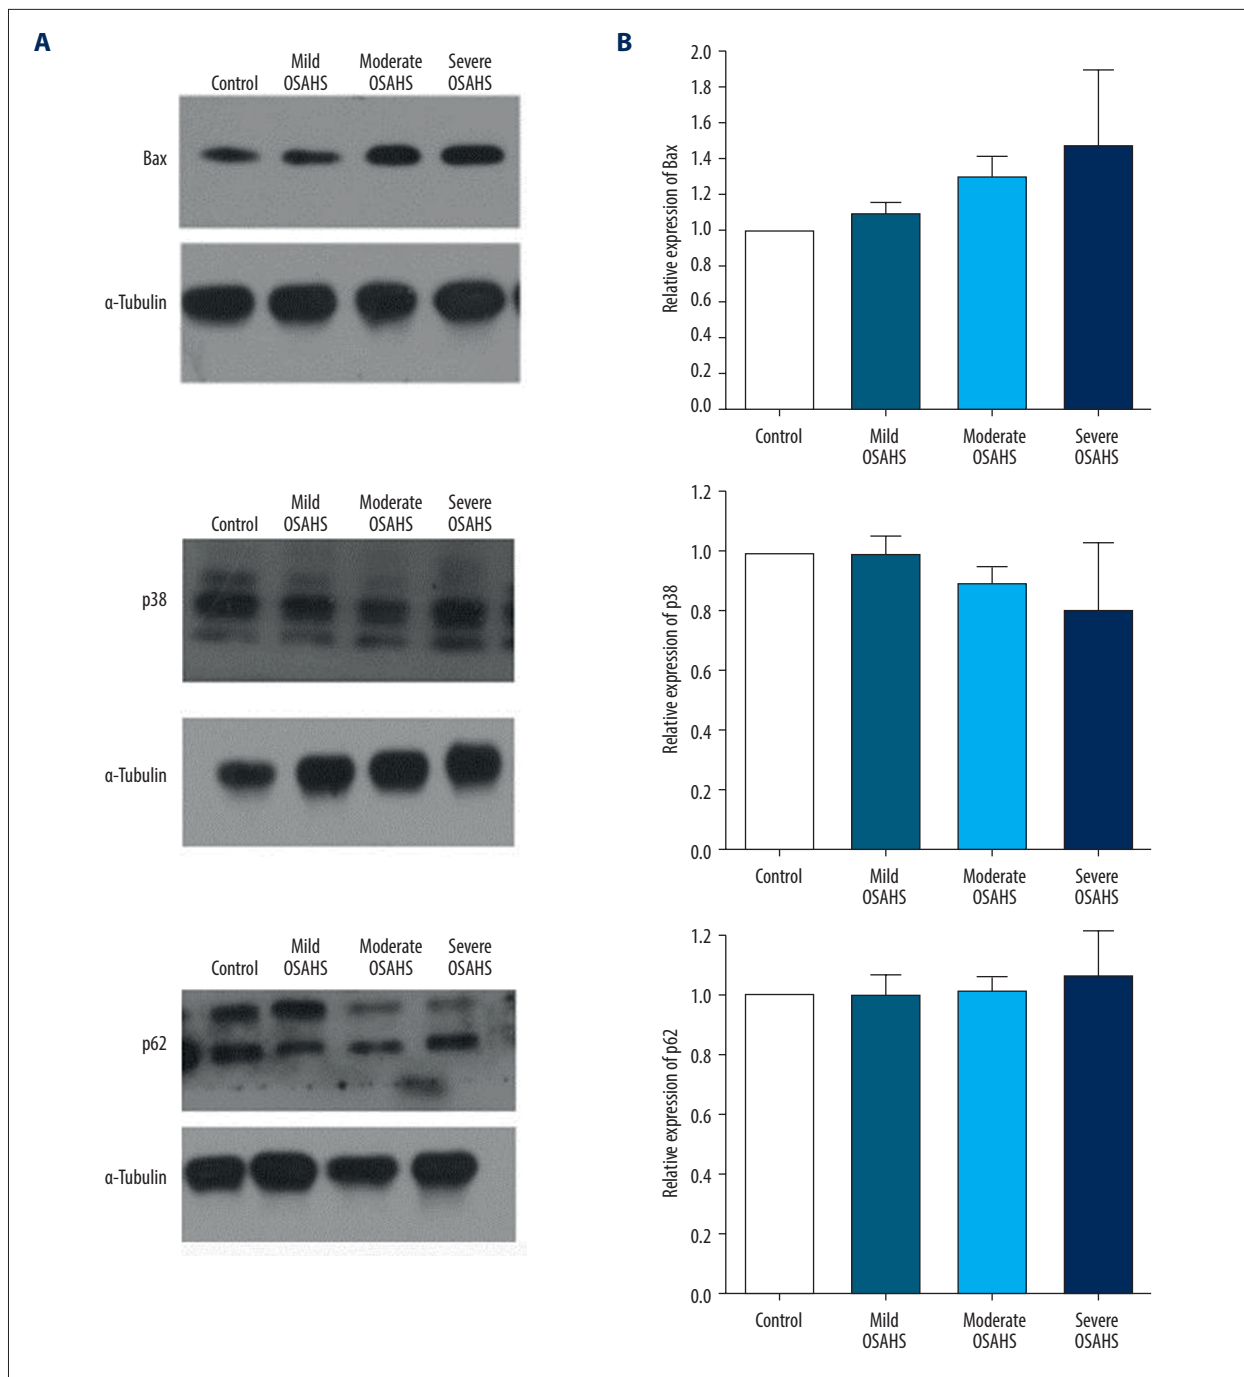 A
Control
Mild
OSAHS
Moderate
OSAHS
Severe
OSAHS
Bax
α-Tubulin
Control
Mild
OSAHS
Moderate
OSAHS
Severe
OSAHS
p38
α-Tubulin
Control
Mild
OSAHS
Moderate
OSAHS
Severe
OSAHS
p62
α-Tubulin
B
Relative expression of Bax
2.0
1.8
1.6
1.4
1.2
1.0
0.8
0.6
0.4
0.2
0.0
Control
Mild
OSAHS
Moderate
OSAHS
Severe
OSAHS
Relative expression of p38
1.2
1.0
0.8
0.6
0.4
0.2
0.0
Control
Mild
OSAHS
Moderate
OSAHS
Severe
OSAHS
Relative expression of p62
1.2
1.0
0.8
0.6
0.4
0.2
0.0
Control
Mild
OSAHS
Moderate
OSAHS
Severe
OSAHS